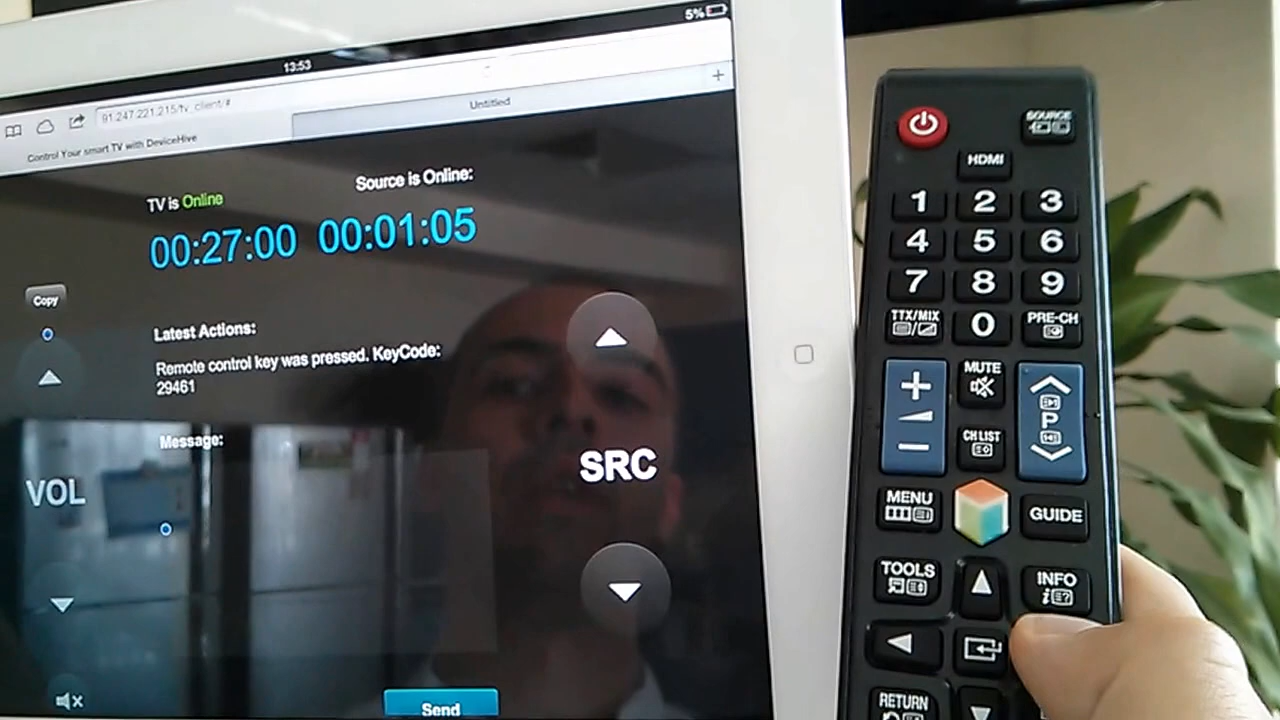 5%
13:53
91.247.221.215/tv_client/#
+
Untitled
Control Your smart TV with DeviceHive
TV is Online
Source is Online:
00:27:00 00:01:05
Copy
Latest Actions:
Remote control key was pressed. KeyCode:
29461
Message:
VOL
SRC
Send
SOURCE
HDMI
1 2 3
4 5 6
7 8 9
TTX/MIX 0 PRE-CH
+ MUTE
P
− CH LIST
MENU GUIDE
TOOLS INFO
i
RETURN